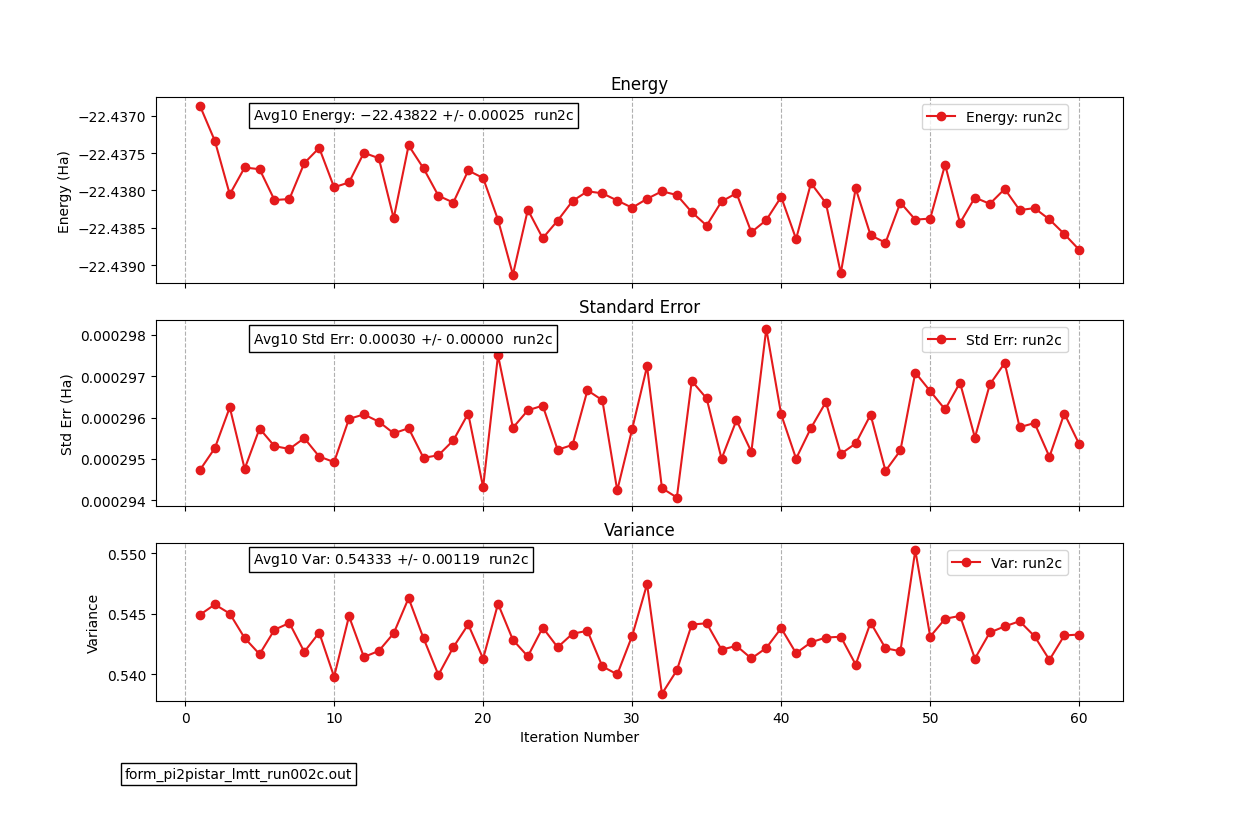 Energy
Avg10 Energy: −22.43822 +/- 0.00025 run2c
Energy: run2c
−22.4370
−22.4375
−22.4380
−22.4385
−22.4390
Energy (Ha)
Standard Error
Avg10 Std Err: 0.00030 +/- 0.00000 run2c
Std Err: run2c
0.000298
0.000297
0.000296
0.000295
0.000294
Std Err (Ha)
Variance
Avg10 Var: 0.54333 +/- 0.00119 run2c
Var: run2c
0.550
0.545
0.540
Variance
0 10 20 30 40 50 60
Iteration Number
form_pi2pistar_lmtt_run002c.out